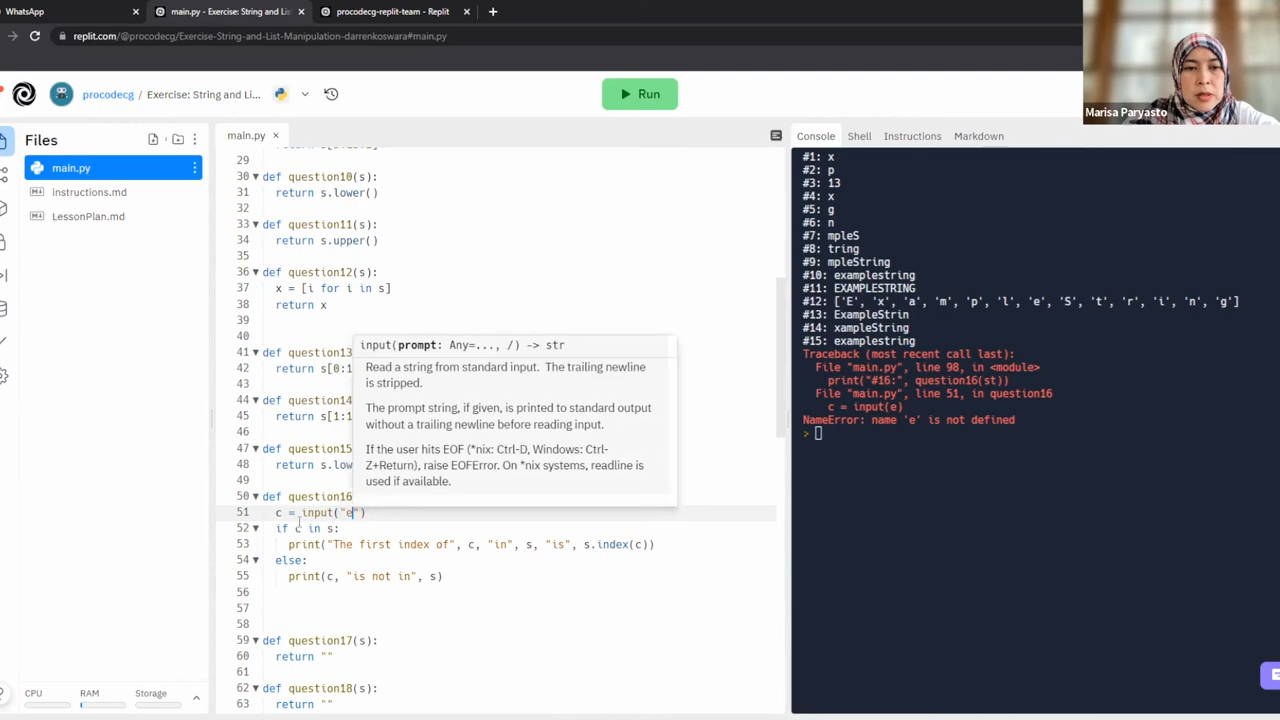 WhatsApp
main.py - Exercise: String and Lis
procodecg-replit-team - Replit
replit.com/@procodecg/Exercise-String-and-List-Manipulation-darrenkoswara#main.py
procodecg / Exercise: String and Li...
Run
Marisa Paryasto
Files
main.py
instructions.md
LessonPlan.md
CPU RAM Storage
main.py
29
30 def question10(s):
31 return s.lower()
32
33 def question11(s):
34 return s.upper()
35
36 def question12(s):
37 x = [i for i in s]
38 return x
39
40
41 def question13
42 return s[0:1
43
44 def question14
45 return s[1:1
46
47 def question15
48 return s.low
49
50 def question16
51 c = input("e")
52 if c in s:
53 print("The first index of", c, "in", s, "is", s.index(c))
54 else:
55 print(c, "is not in", s)
56
57
58
59 def question17(s):
60 return ""
61
62 def question18(s):
63 return ""
input(prompt: Any=..., /) -> str
Read a string from standard input. The trailing newline
is stripped.
The prompt string, if given, is printed to standard output
without a trailing newline before reading input.
If the user hits EOF (*nix: Ctrl-D, Windows: Ctrl-
Z+Return), raise EOFError. On *nix systems, readline is
used if available.
Console Shell Instructions Markdown
#1: x
#2: p
#3: 13
#4: x
#5: g
#6: n
#7: mpleS
#8: tring
#9: mpleString
#10: examplestring
#11: EXAMPLESTRING
#12: ['E', 'x', 'a', 'm', 'p', 'l', 'e', 'S', 't', 'r', 'i', 'n', 'g']
#13: ExampleStrin
#14: xampleString
#15: examplestring
Traceback (most recent call last):
File "main.py", line 98, in <module>
print("#16:", question16(st))
File "main.py", line 51, in question16
c = input(e)
NameError: name 'e' is not defined
>